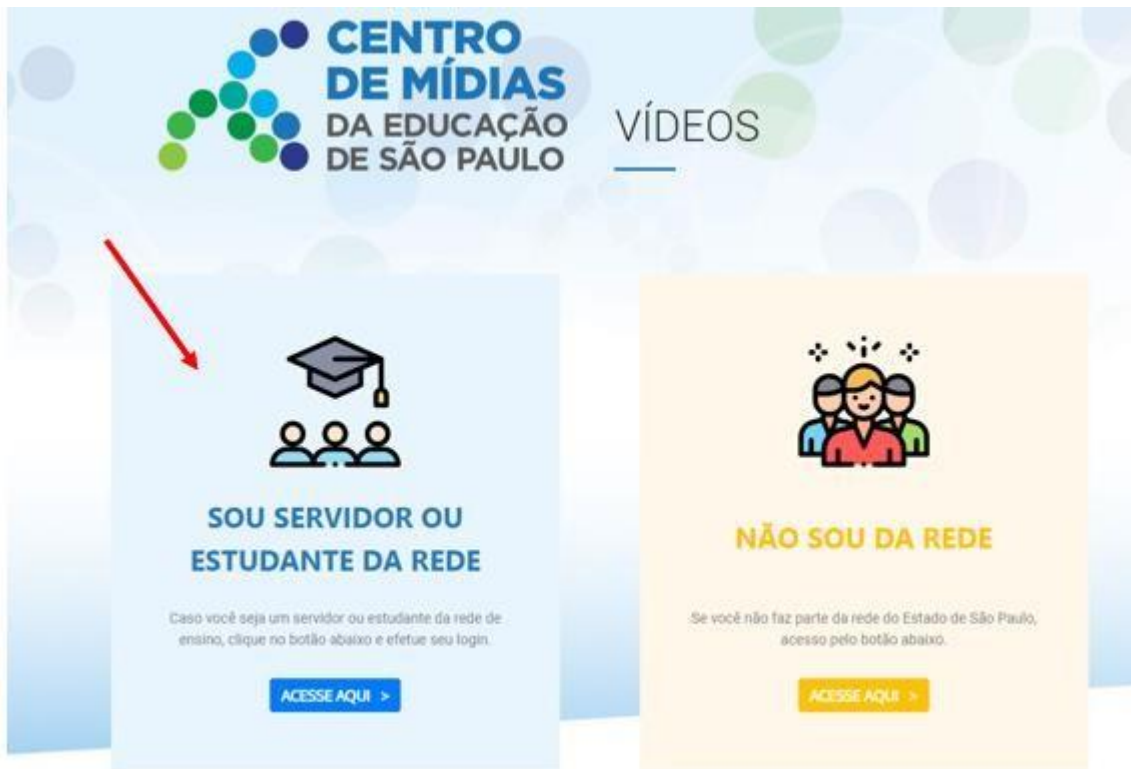 CENTRO
DE MÍDIAS
DA EDUCAÇÃO
DE SÃO PAULO
VÍDEOS
SOU SERVIDOR OU
ESTUDANTE DA REDE
Caso você seja um servidor ou estudante da rede de
ensino, clique no botão abaixo e efetue seu login.
ACESSE AQUI >
NÃO SOU DA REDE
Se você não faz parte da rede do Estado de São Paulo,
acesso pelo botão abaixo.
ACESSE AQUI >